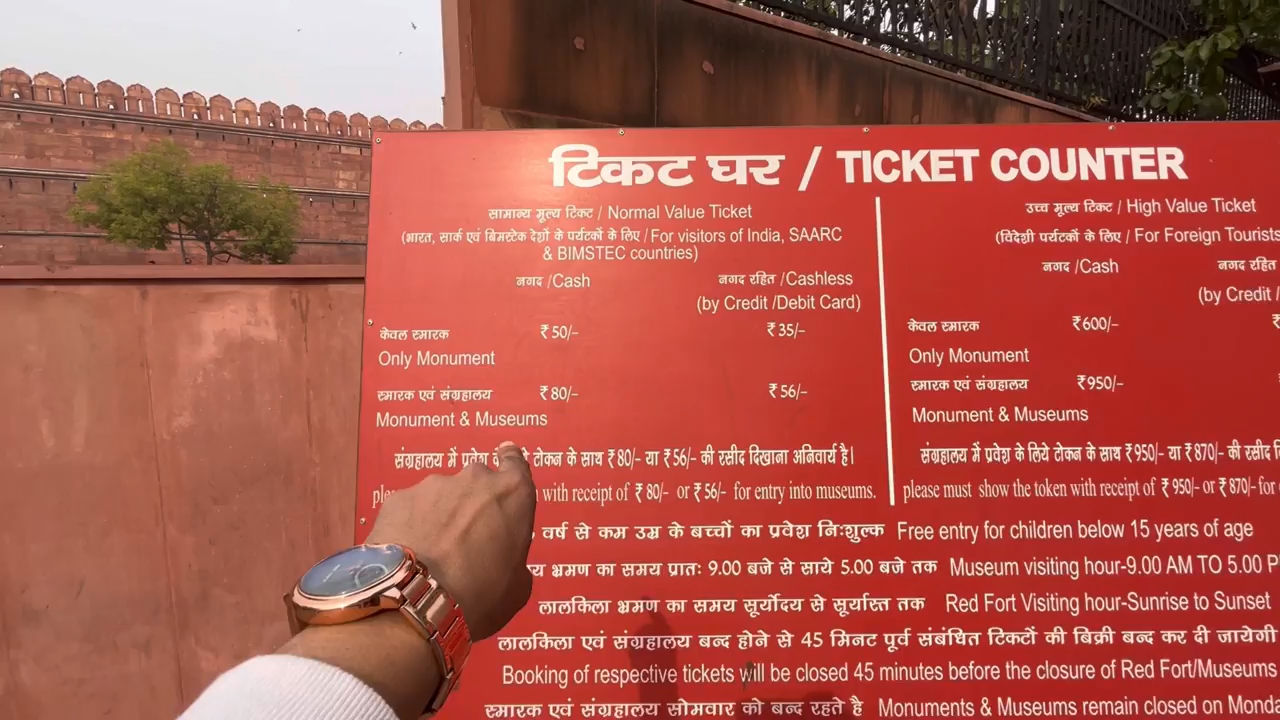 टिकट घर / TICKET COUNTER
सामान्य मूल्य टिकट / Normal Value Ticket
(भारत, सार्क एवं बिमस्टेक देशों के पर्यटकों के लिए / For visitors of India, SAARC
& BIMSTEC countries)
नगद /Cash नगद रहित /Cashless
(by Credit /Debit Card)
केवल स्मारक ₹50/- ₹35/-
Only Monument
स्मारक एवं संग्रहालय ₹80/- ₹56/-
Monument & Museums
संग्रहालय में प्रवेश टोकन के साथ ₹80/- या ₹56/- की रसीद दिखाना अनिवार्य है।
with receipt of ₹80/- or ₹56/- for entry into museums.
उच्च मूल्य टिकट / High Value Ticket
(विदेशी पर्यटकों के लिए / For Foreign Tourists
नगद /Cash नगद रहित
(by Credit /
केवल स्मारक ₹600/-
Only Monument
स्मारक एवं संग्रहालय ₹950/-
Monument & Museums
संग्रहालय में प्रवेश के लिये टोकन के साथ ₹950/- या ₹870/- की रसीद
please must show the token with receipt of ₹950/- or ₹870/- for
वर्ष से कम उम्र के बच्चों का प्रवेश निःशुल्क Free entry for children below 15 years of age
भ्रमण का समय प्रातः 9.00 बजे से साये 5.00 बजे तक Museum visiting hour-9.00 AM TO 5.00
लालकिला भ्रमण का समय सूर्योदय से सूर्यास्त तक Red Fort Visiting hour-Sunrise to Sunset
लालकिला एवं संग्रहालय बन्द होने से 45 मिनट पूर्व संबंधित टिकटों की बिक्री बन्द कर दी जायेगी
Booking of respective tickets will be closed 45 minutes before the closure of Red Fort/Museums
स्मारक एवं संग्रहालय सोमवार को बन्द रहते है Monuments & Museums remain closed on